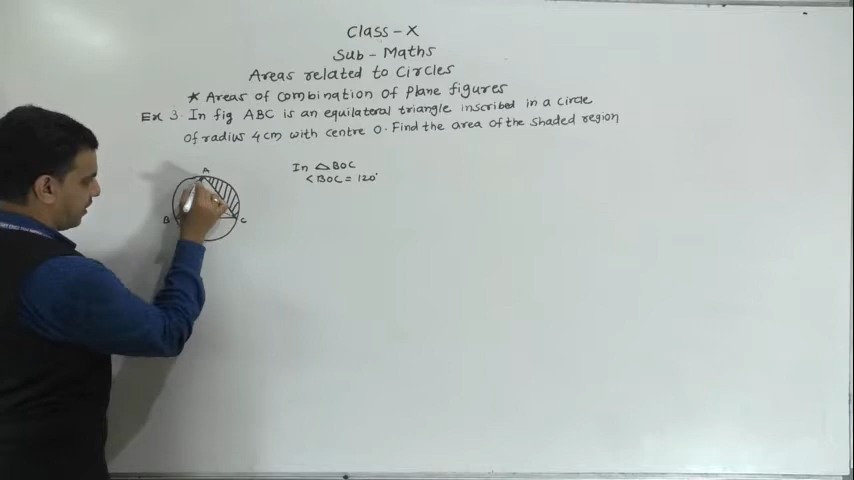 Class-X
Sub-Maths
Areas related to Circles
* Areas of combination of Plane figures
Ex 3. In fig ABC is an equilateral triangle inscribed in a circle
of radius 4cm with centre O. Find the area of the shaded region
In △BOC
<BOC = 120°
A
B
C